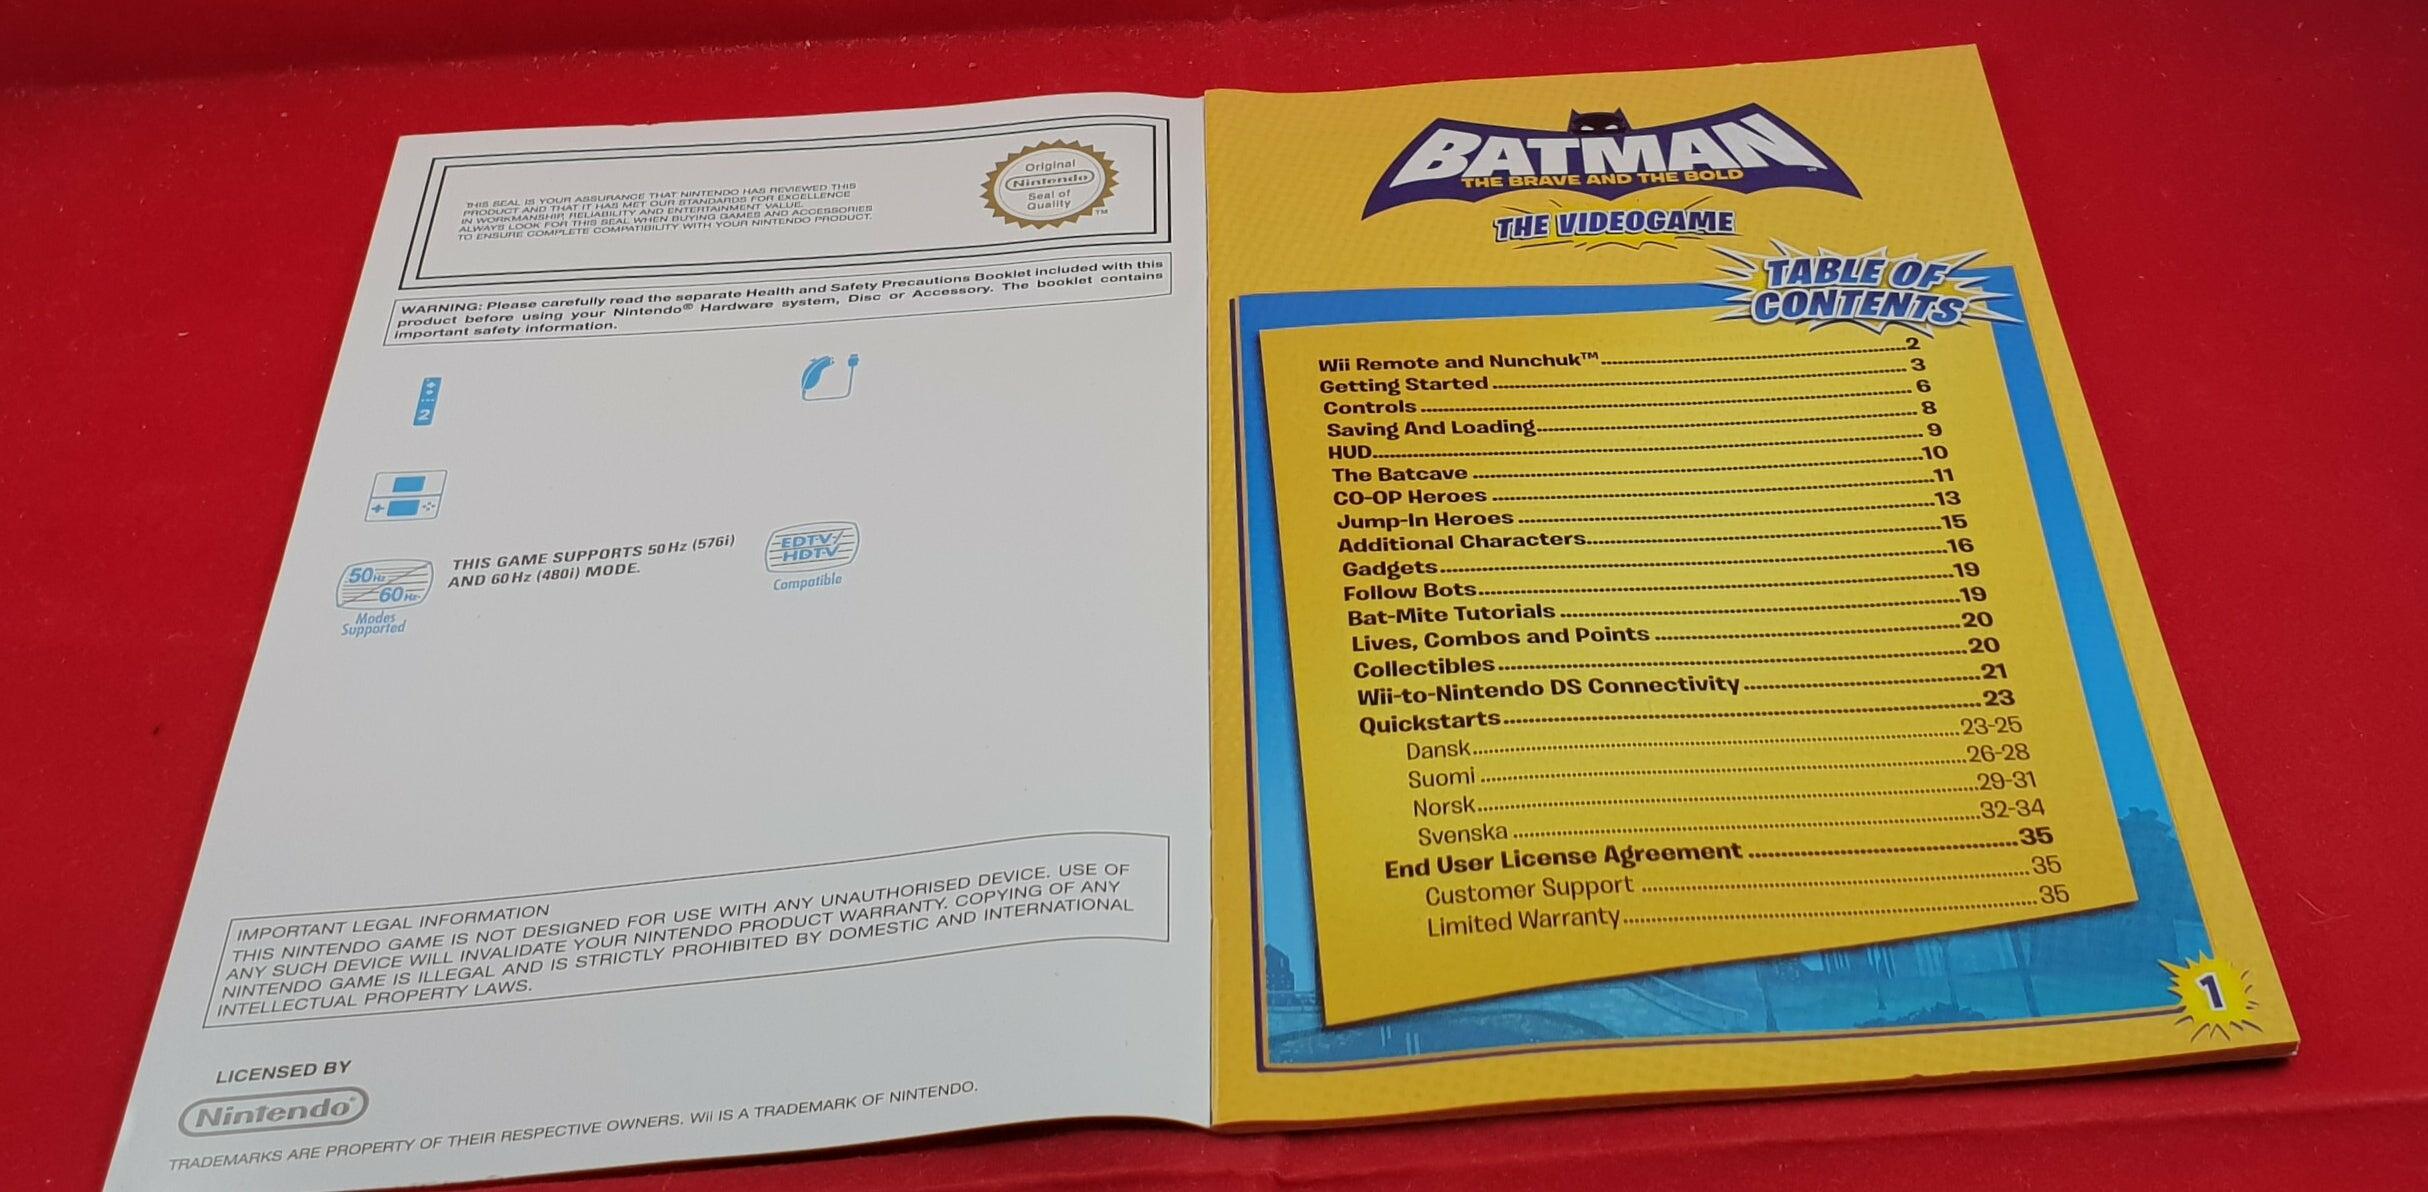 THIS SEAL IS YOUR ASSURANCE THAT NINTENDO HAS REVIEWED THIS
PRODUCT AND THAT IT HAS MET OUR STANDARDS FOR EXCELLENCE
IN WORKMANSHIP, RELIABILITY AND ENTERTAINMENT VALUE.
ALWAYS LOOK FOR THIS SEAL WHEN BUYING GAMES AND ACCESSORIES
TO ENSURE COMPLETE COMPATIBILITY WITH YOUR NINTENDO PRODUCT.
Original
Nintendo
Seal of
Quality
TM
WARNING: Please carefully read the separate Health and Safety Precautions Booklet included with this
product before using your Nintendo® Hardware system, Disc or Accessory. The booklet contains
important safety information.
2
50Hz
60Hz
Modes
Supported
THIS GAME SUPPORTS 50 Hz (576i)
AND 60 Hz (480i) MODE.
EDTV/
HDTV
Compatible
IMPORTANT LEGAL INFORMATION
THIS NINTENDO GAME IS NOT DESIGNED FOR USE WITH ANY UNAUTHORISED DEVICE. USE OF
ANY SUCH DEVICE WILL INVALIDATE YOUR NINTENDO PRODUCT WARRANTY. COPYING OF ANY
NINTENDO GAME IS ILLEGAL AND IS STRICTLY PROHIBITED BY DOMESTIC AND INTERNATIONAL
INTELLECTUAL PROPERTY LAWS.
LICENSED BY
Nintendo®
TRADEMARKS ARE PROPERTY OF THEIR RESPECTIVE OWNERS. Wii IS A TRADEMARK OF NINTENDO.
BATMAN™
THE BRAVE AND THE BOLD
THE VIDEOGAME
TABLE OF
CONTENTS
Wii Remote and Nunchuk™ 2
Getting Started 3
Controls 6
Saving And Loading 8
HUD 9
The Batcave 10
CO-OP Heroes 11
Jump-In Heroes 13
Additional Characters 15
Gadgets 16
Follow Bots 19
Bat-Mite Tutorials 19
Lives, Combos and Points 20
Collectibles 20
Wii-to-Nintendo DS Connectivity 21
Quickstarts 23
Dansk 23-25
Suomi 26-28
Norsk 29-31
Svenska 32-34
End User License Agreement 35
Customer Support 35
Limited Warranty 35
1